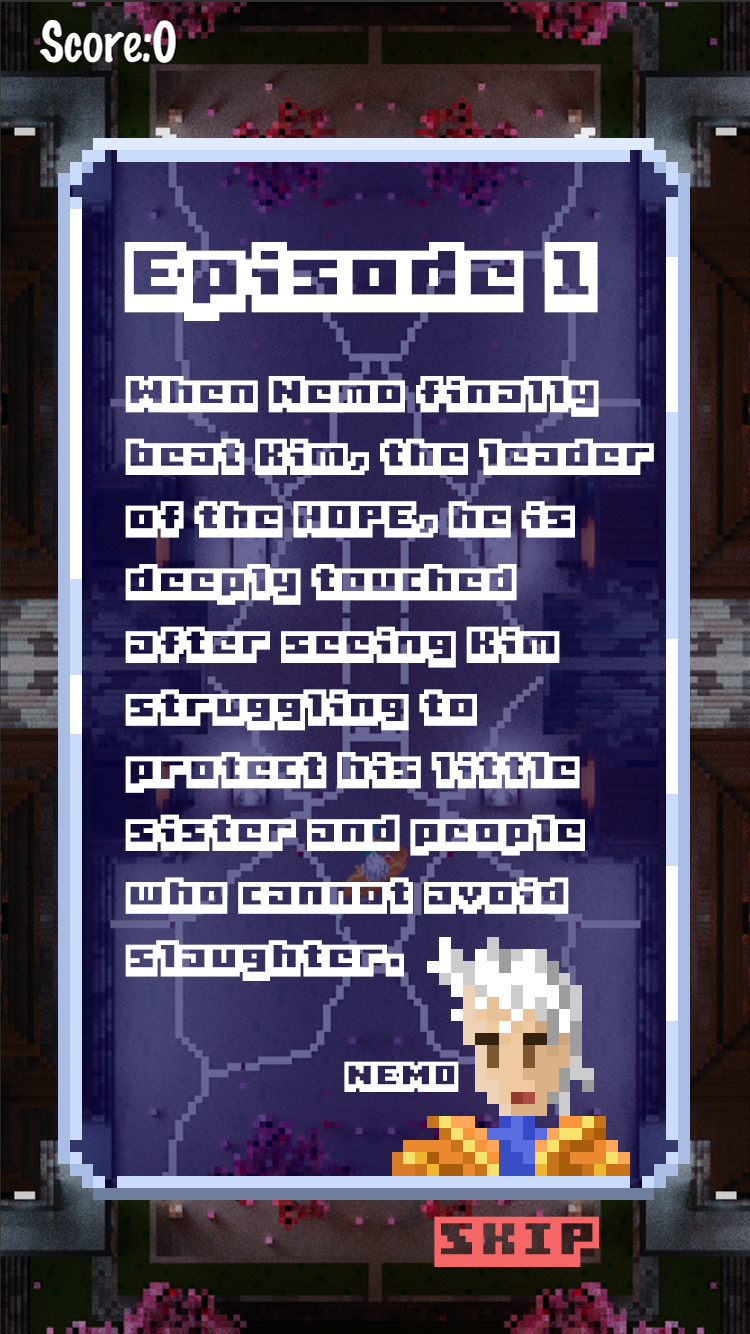 Score:0
Episode 1
When Nemo finally
beat Kim, the leader
of the HOPE, he is
deeply touched
after seeing Kim
struggling to
protect his little
sister and people
who cannot avoid
slaughter.
NEMO
SKIP